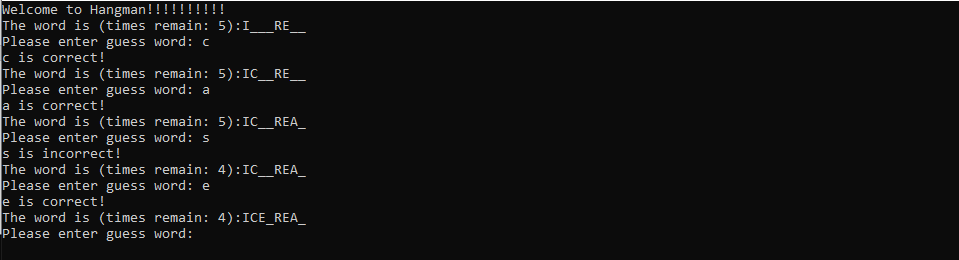 Welcome to Hangman!!!!!!!!!!
The word is (times remain: 5):I___RE__
Please enter guess word: c
c is correct!
The word is (times remain: 5):IC__RE__
Please enter guess word: a
a is correct!
The word is (times remain: 5):IC__REA_
Please enter guess word: s
s is incorrect!
The word is (times remain: 4):IC__REA_
Please enter guess word: e
e is correct!
The word is (times remain: 4):ICE_REA_
Please enter guess word: